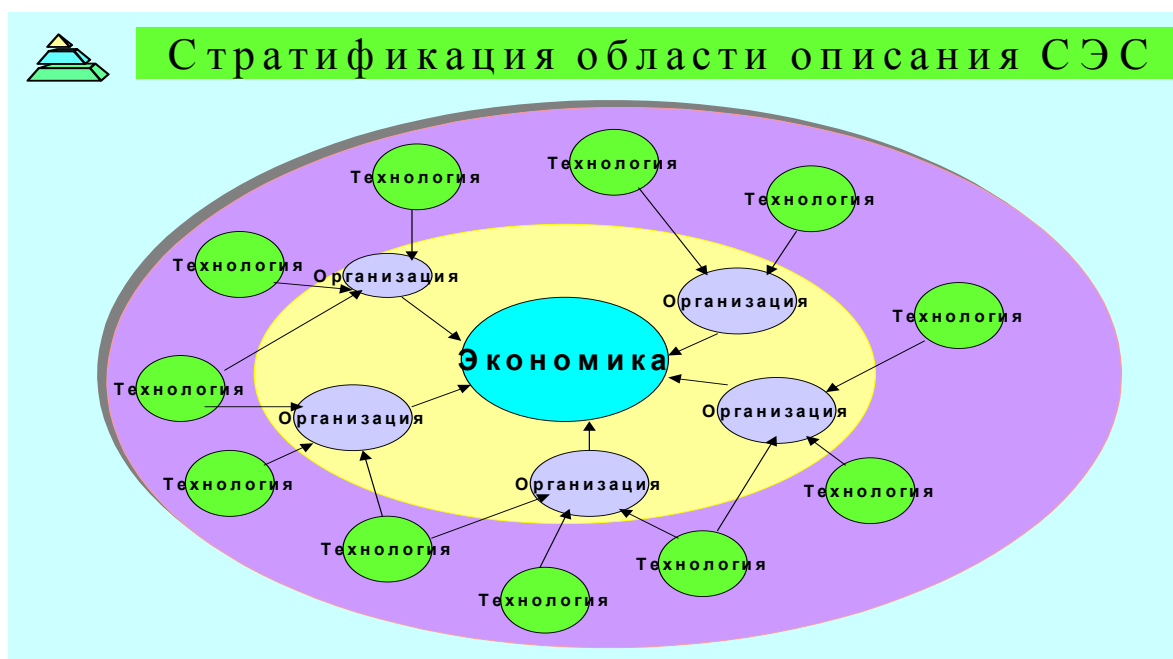 Стратификация области описания СЭС
Технология
Технология
Технология
Технология
Организация
Организация
Технология
Экономика
Технология
Организация
Организация
Технология
Организация
Технология
Технология
Технология
Технология